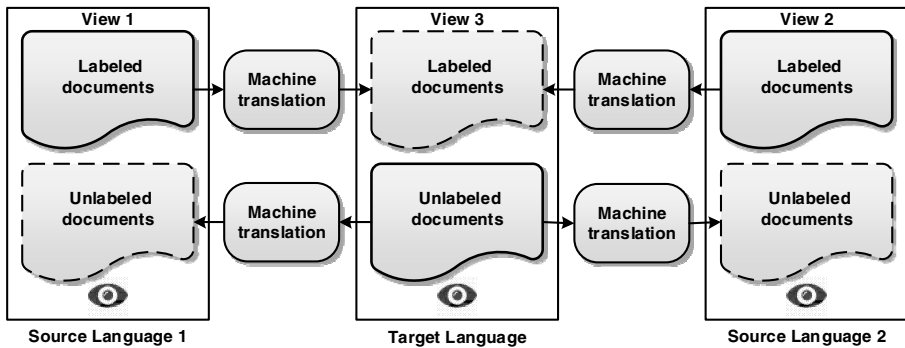 View 1
View 3
View 2
Labeled
documents
Machine
translation
Labeled
documents
Machine
translation
Labeled
documents
Unlabeled
documents
Machine
translation
Unlabeled
documents
Machine
translation
Unlabeled
documents
Source Language 1
Target Language
Source Language 2